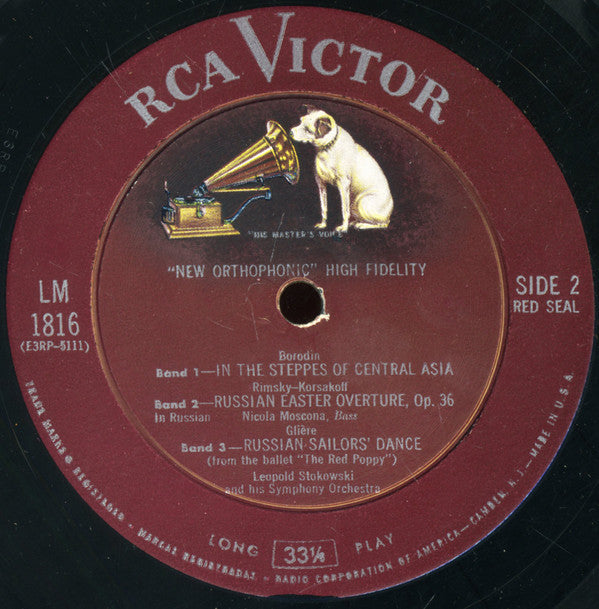 RCA VICTOR
"HIS MASTER'S VOICE"
"NEW ORTHOPHONIC" HIGH FIDELITY
LM
1816
(E3RP-5111)
SIDE 2
RED SEAL
Borodin
Band 1—IN THE STEPPES OF CENTRAL ASIA
Rimsky-Korsakoff
Band 2—RUSSIAN EASTER OVERTURE, Op. 36
In Russian Nicola Moscona, Bass
Glière
Band 3—RUSSIAN SAILORS' DANCE
(from the ballet "The Red Poppy")
Leopold Stokowski
and his Symphony Orchestra
LONG 33⅓ PLAY
TRADE MARKS ® REGISTERED - MARCAS REGISTRADAS - RADIO CORPORATION OF AMERICA—CAMDEN, N.J.—MADE IN U.S.A.